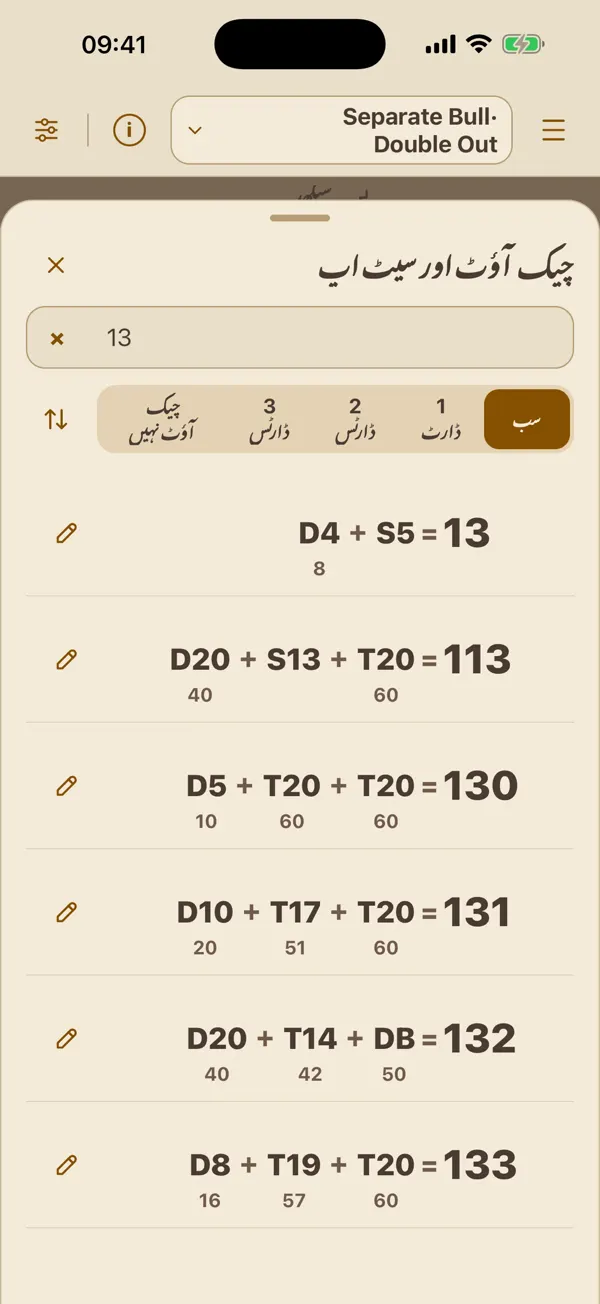 09:41
Separate Bull·
Double Out
چیک آؤٹ اور سیٹ اپ
13
سب
1
ڈارٹ
2
ڈارٹس
3
ڈارٹس
چیک
آؤٹ نہیں
13 = S5 + D4
8
113 = T20 + S13 + D20
60 40
130 = T20 + T20 + D5
60 60 10
131 = T20 + T17 + D10
60 51 20
132 = DB + T14 + D20
50 42 40
133 = T20 + T19 + D8
60 57 16